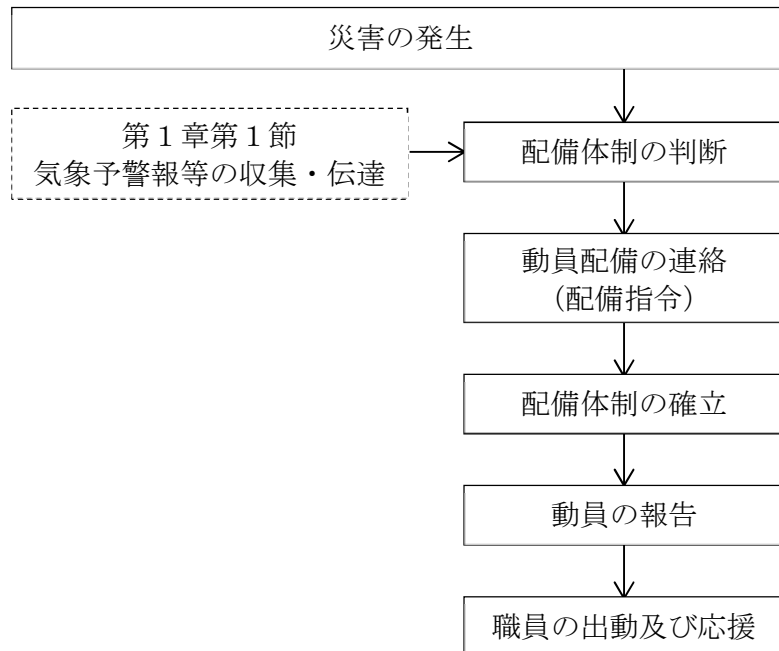 災害の発生
第１章第１節
気象予警報等の収集・伝達
配備体制の判断
動員配備の連絡
（配備指令）
配備体制の確立
動員の報告
職員の出動及び応援